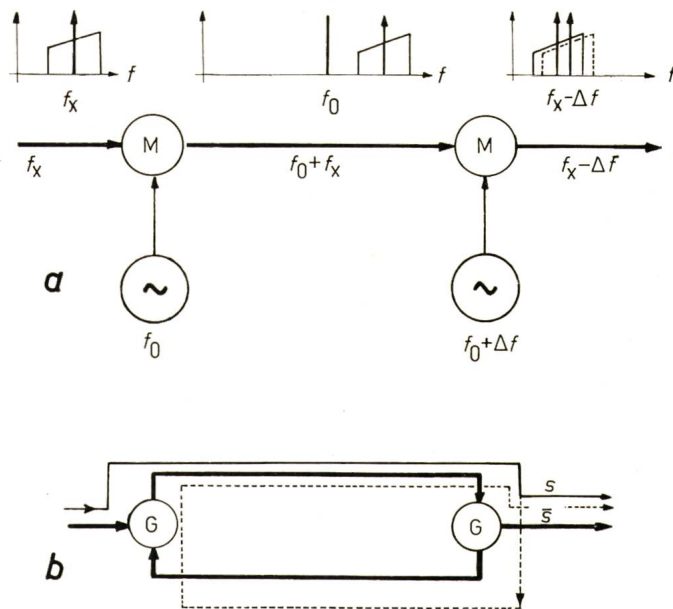 f f f
fx f0 fx−Δf
M M
fx f0+fx fx−Δf
a ~ ~
f0 f0+Δf
s
G G s̄
b